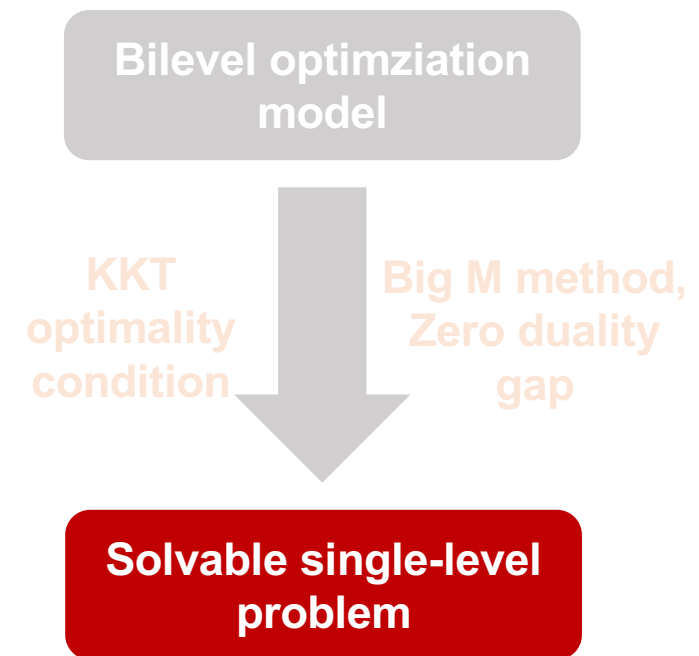 Bilevel optimziation
model
KKT
optimality
condition
Big M method,
Zero duality
gap
Solvable single-level
problem